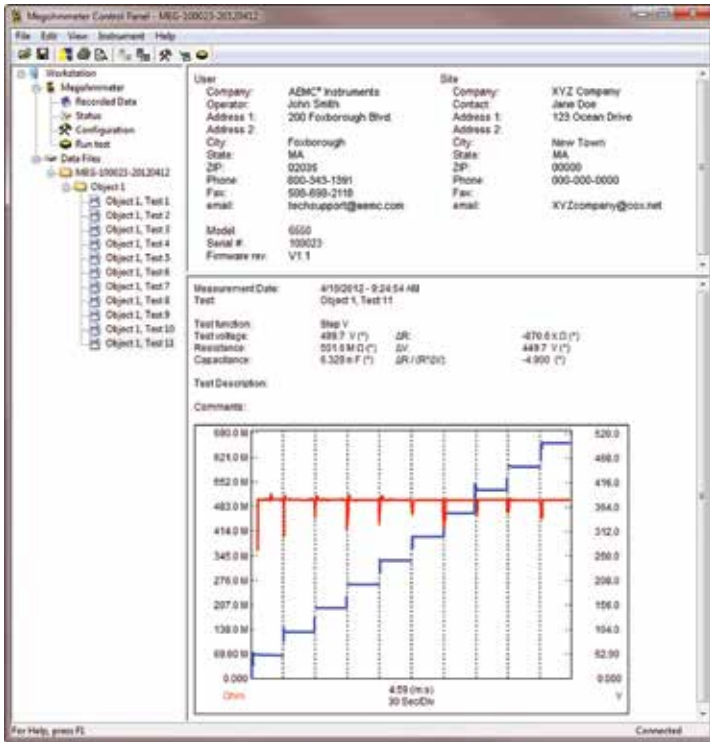 Megohmmeter Control Panel - MEG-100023-20120412
File Edit View Instrument Help
Workstation
Megohmmeter
Recorded Data
Status
Configuration
Run test
Data Files
MEG-100023-20120412
Object 1
Object 1, Test 1
Object 1, Test 2
Object 1, Test 3
Object 1, Test 4
Object 1, Test 5
Object 1, Test 6
Object 1, Test 7
Object 1, Test 8
Object 1, Test 9
Object 1, Test 10
Object 1, Test 11
User
Company: AEMC® Instruments
Operator: John Smith
Address 1: 200 Foxborough Blvd.
Address 2:
City: Foxborough
State: MA
ZIP: 02035
Phone: 800-343-1391
Fax: 508-698-2118
email: techsupport@aemc.com
Model: 6550
Serial #: 100023
Firmware rev: V1.1
Site
Company: XYZ Company
Contact: Jane Doe
Address 1: 123 Ocean Drive
Address 2:
City: New Town
State: MA
ZIP: 00000
Phone: 000-000-0000
Fax:
email: XYZcompany@cox.net
Measurement Date: 9:24:54 AM
Test: Object 1, Test 11
Test function: Step V
Test voltage: 499.7 V (*) ΔR: kΩ (*)
Resistance: MΩ (*) ΔV: 449.7 V (*)
Capacitance: nF (*) ΔR / (R*ΔV): -4.900 (*)
Test Description:
Comments:
690.0 M 520.0
621.0 M 468.0
552.0 M 416.0
483.0 M 364.0
414.0 M 312.0
345.0 M 260.0
276.0 M 208.0
207.0 M 156.0
138.0 M 104.0
69.00 M 52.00
0.000 0.000
Ohm 4:59 (m:s) V
30 Sec/Div
For Help, press F1 Connected